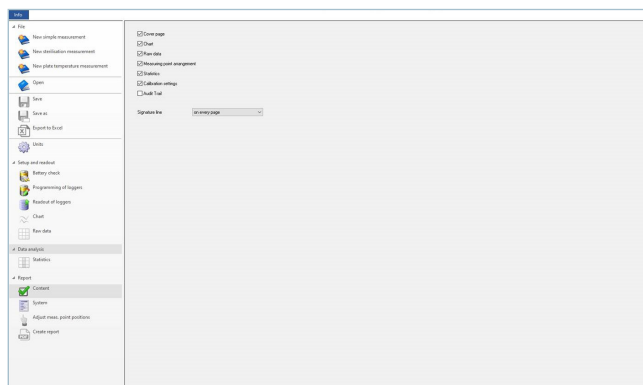 Info
File
New simple measurement
New sterilisation measurement
New plate temperature measurement
Open
Save
Save as
Export to Excel
Units
Setup and readout
Battery check
Programming of loggers
Readout of loggers
Chart
Raw data
Data analysis
Statistics
Report
Content
System
Adjust meas. point positions
Create report
Cover page
Chart
Raw data
Measuring point arrangement
Statistics
Calibration settings
Audit Trail
Signature line on every page